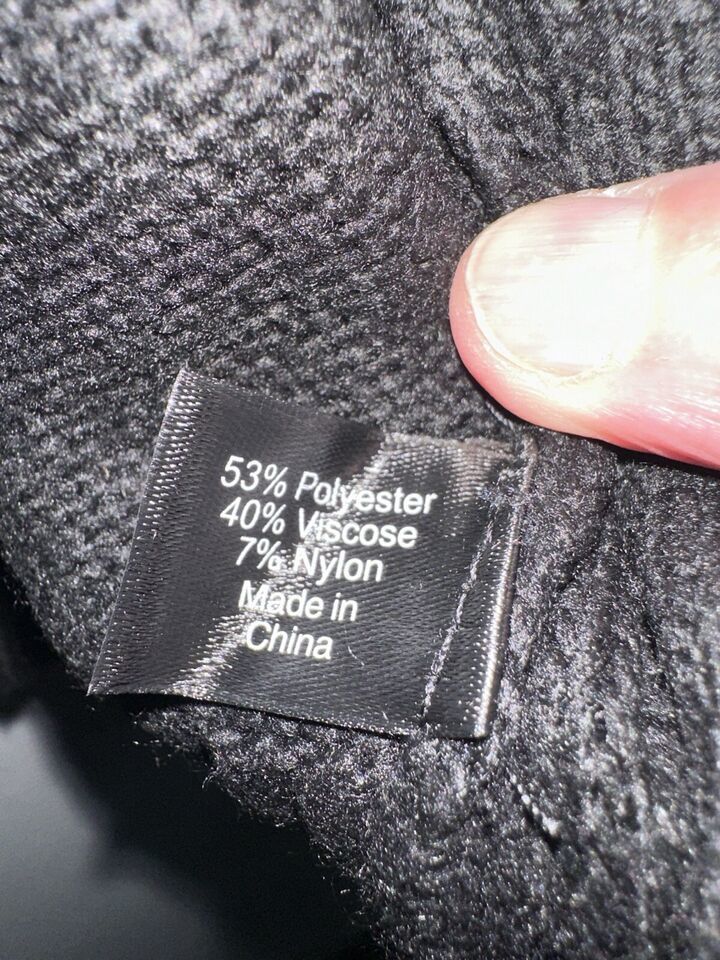 53% Polyester
40% Viscose
7% Nylon
Made in
China